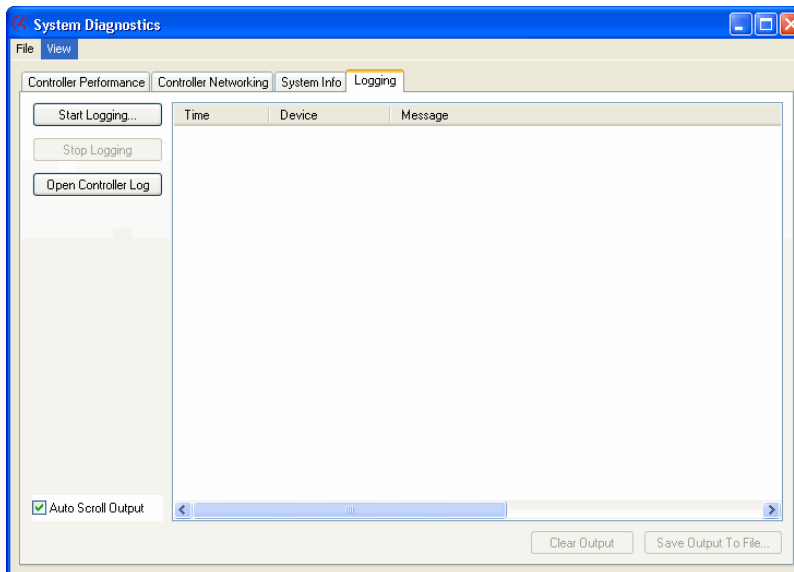 System Diagnostics
File View
Controller Performance Controller Networking System Info Logging
Start Logging... Time Device Message
Stop Logging
Open Controller Log
Auto Scroll Output
Clear Output Save Output To File...